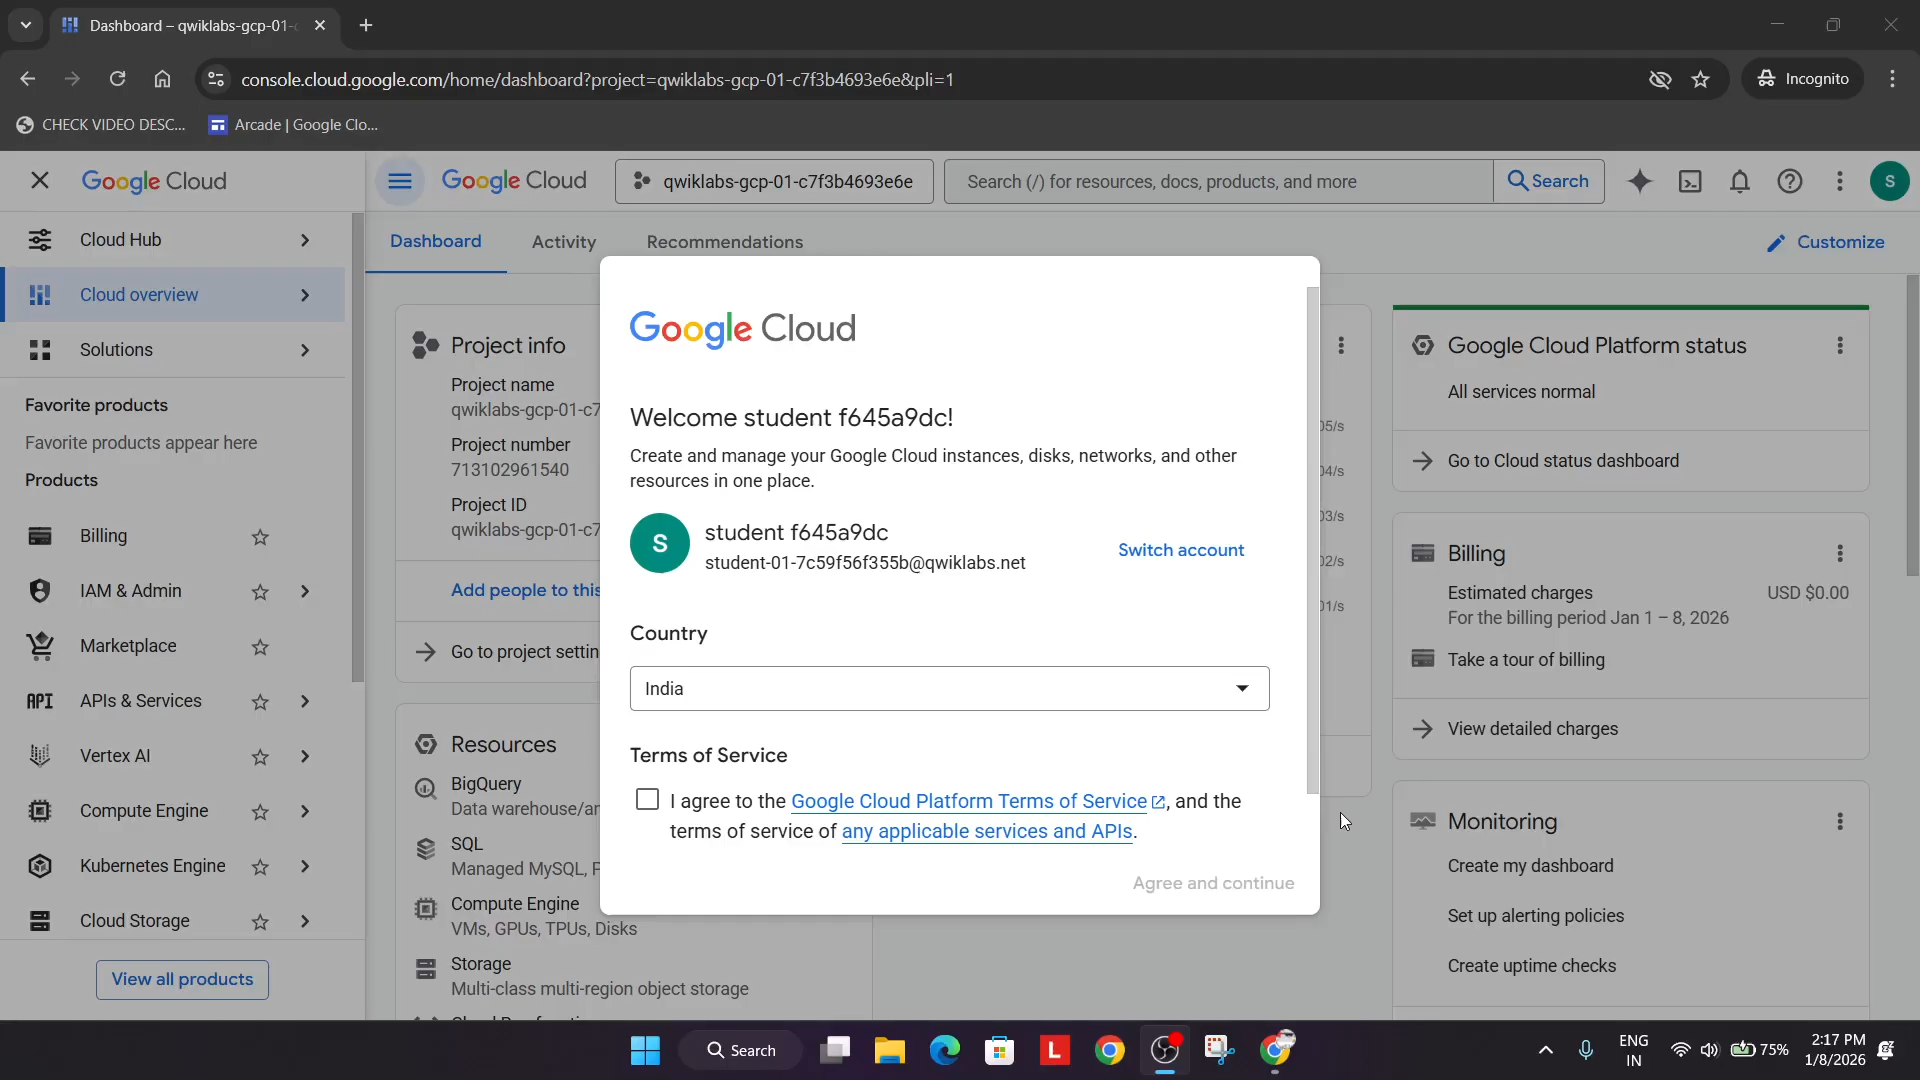 Dashboard – qwiklabs-gcp-01-
console.cloud.google.com/home/dashboard?project=qwiklabs-gcp-01-c7f3b4693e6e&pli=1
Incognito
CHECK VIDEO DESC...
Arcade | Google Clo...
Google Cloud
Google Cloud
qwiklabs-gcp-01-c7f3b4693e6e
Search (/) for resources, docs, products, and more
Search
S
Cloud Hub
Cloud overview
Solutions
Favorite products
Favorite products appear here
Products
Billing
IAM & Admin
Marketplace
API APIs & Services
Vertex AI
Compute Engine
Kubernetes Engine
Cloud Storage
View all products
Dashboard
Activity
Recommendations
Customize
Project info
Project name
qwiklabs-gcp-01-c7
Project number
713102961540
Project ID
qwiklabs-gcp-01-c7
Add people to this
Go to project settin
Resources
BigQuery
Data warehouse/an
SQL
Managed MySQL, P
Compute Engine
VMs, GPUs, TPUs, Disks
Storage
Multi-class multi-region object storage
Google Cloud
Welcome student f645a9dc!
Create and manage your Google Cloud instances, disks, networks, and other
resources in one place.
S
student f645a9dc
student-01-7c59f56f355b@qwiklabs.net
Switch account
Country
India
Terms of Service
I agree to the Google Cloud Platform Terms of Service, and the
terms of service of any applicable services and APIs.
Agree and continue
05/s
04/s
03/s
02/s
01/s
Google Cloud Platform status
All services normal
Go to Cloud status dashboard
Billing
Estimated charges
USD $0.00
For the billing period Jan 1 – 8, 2026
Take a tour of billing
View detailed charges
Monitoring
Create my dashboard
Set up alerting policies
Create uptime checks
Search
L
ENG
IN
75%
2:17 PM
1/8/2026